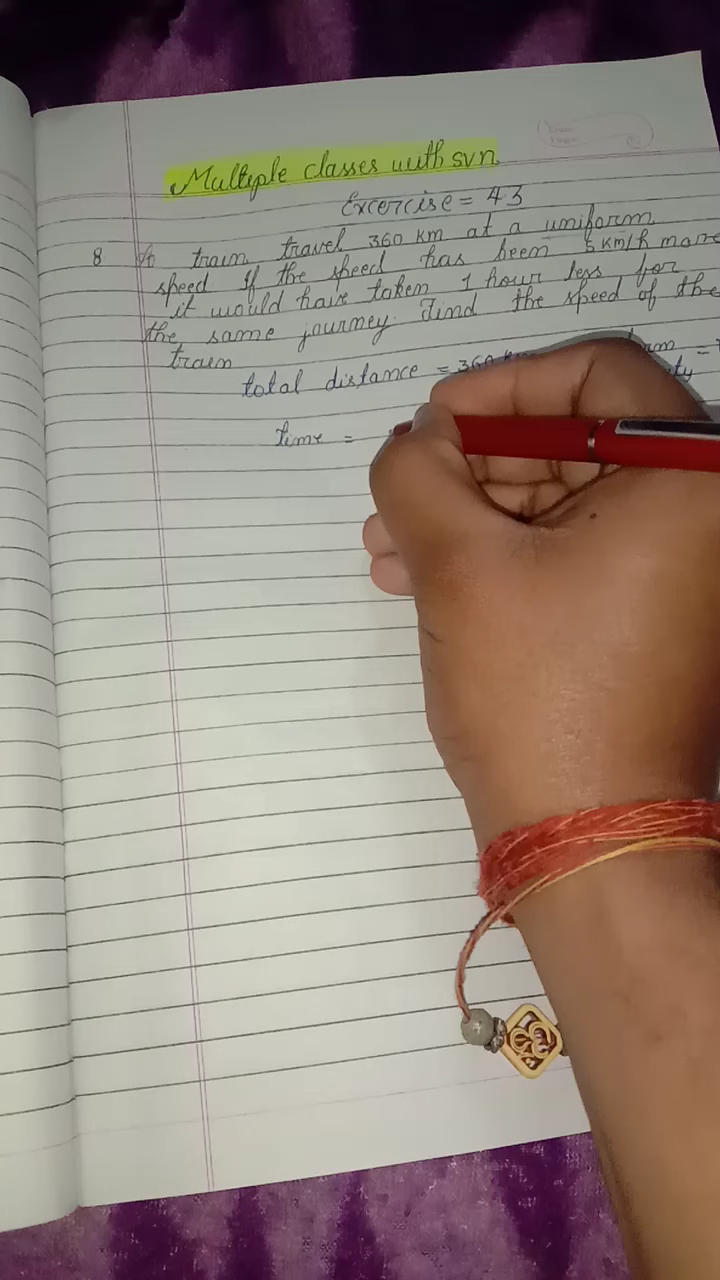 Multiple classes with svn
Excercise = 4.3
8 A train travel 360 km at a uniform
speed if the speed has been 5 km/h more
it would have taken 1 hour less for
the same journey. Find the speed of the
train
total distance = 360 km
time =